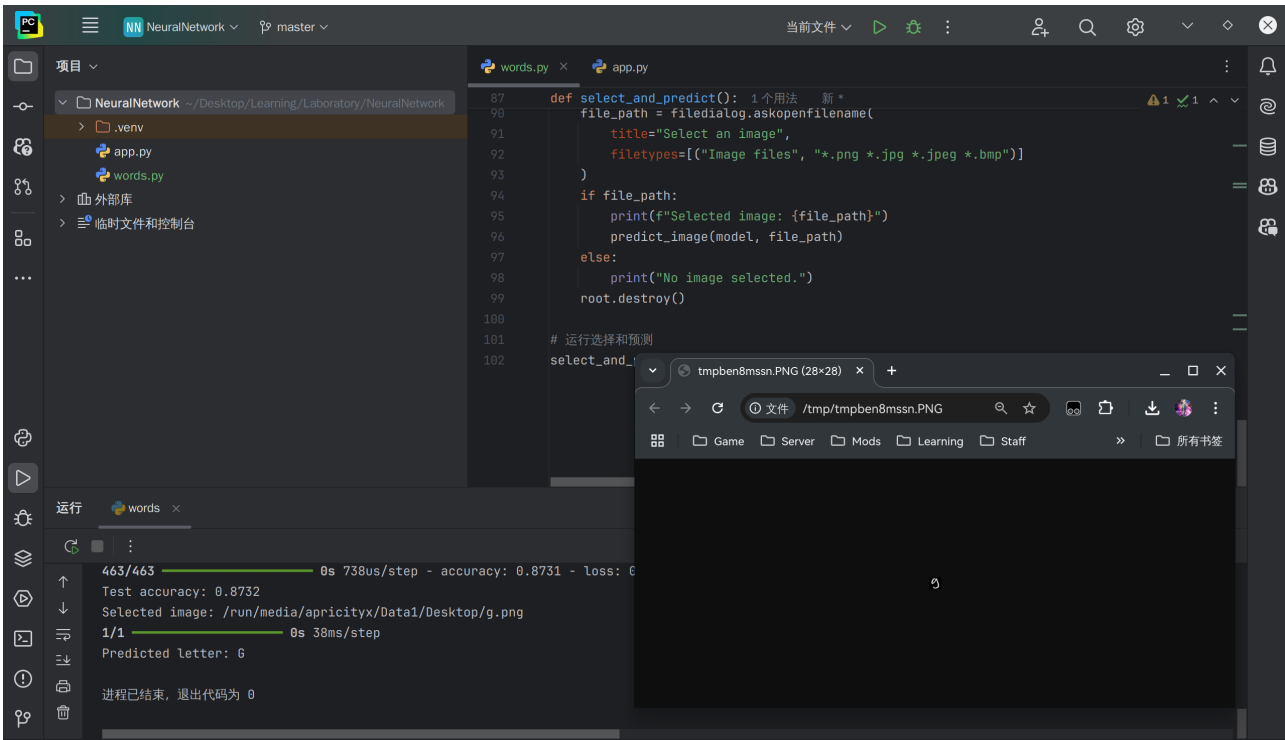 PC
NN NeuralNetwork
master
当前文件
项目
NeuralNetwork ~/Desktop/Learning/Laboratory/NeuralNetwork
.venv
app.py
words.py
外部库
临时文件和控制台
words.py
app.py
87 def select_and_predict(): 1个用法 新 *
1 1
90 file_path = filedialog.askopenfilename(
91 title="Select an image",
92 filetypes=[("Image files", "*.png *.jpg *.jpeg *.bmp")]
93 )
94 if file_path:
95 print(f"Selected image: {file_path}")
96 predict_image(model, file_path)
97 else:
98 print("No image selected.")
99 root.destroy()
100
101 # 运行选择和预测
102 select_and_
tmpben8mssn.PNG (28×28)
文件 /tmp/tmpben8mssn.PNG
Game Server Mods Learning Staff » 所有书签
g
运行 words
463/463 0s 738us/step - accuracy: 0.8731 - loss:
Test accuracy: 0.8732
Selected image: /run/media/apricityx/Data1/Desktop/g.png
1/1 0s 38ms/step
Predicted letter: G
进程已结束，退出代码为 0